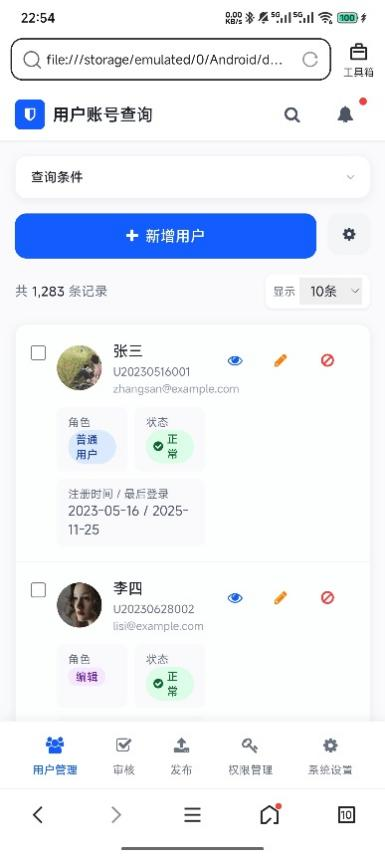 22:54
0.00 KB/S 5G 5G 100
file:///storage/emulated/0/Android/d...
工具箱
用户账号查询
查询条件
+ 新增用户
共 1,283 条记录
显示 10条
张三
U20230516001
zhangsan@example.com
角色
普通
用户
状态
正
常
注册时间 / 最后登录
2023-05-16 / 2025-
11-25
李四
U20230628002
lisi@example.com
角色
编辑
状态
正
常
用户管理
审核
发布
权限管理
系统设置
10